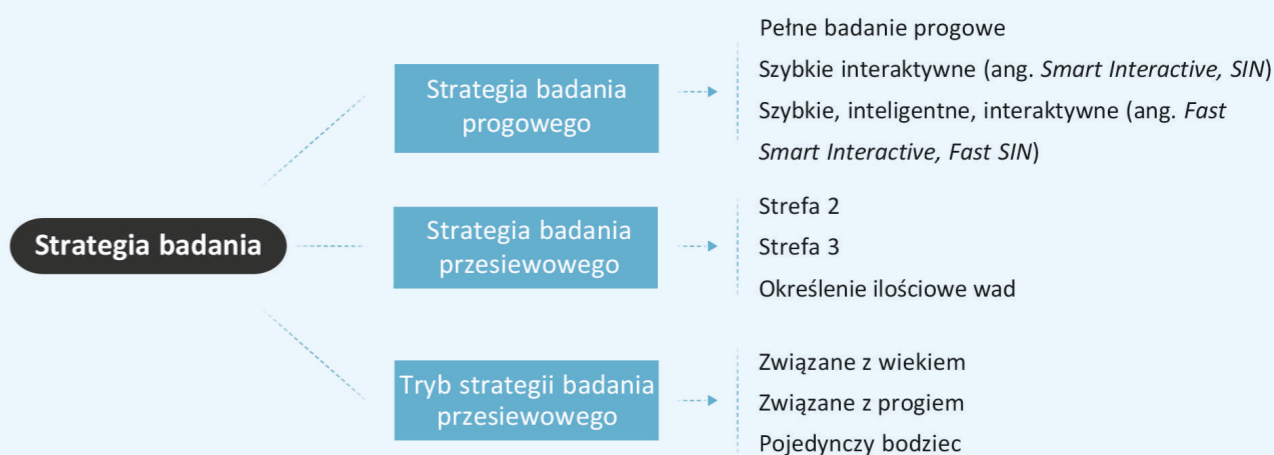 Strategia badania
Strategia badania
progowego
Pełne badanie progowe
Szybkie interaktywne (ang. Smart Interactive, SIN)
Szybkie, inteligentne, interaktywne (ang. Fast
Smart Interactive, Fast SIN)
Strategia badania
przesiewowego
Strefa 2
Strefa 3
Określenie ilościowe wad
Tryb strategii badania
przesiewowego
Związane z wiekiem
Związane z progiem
Pojedynczy bodziec